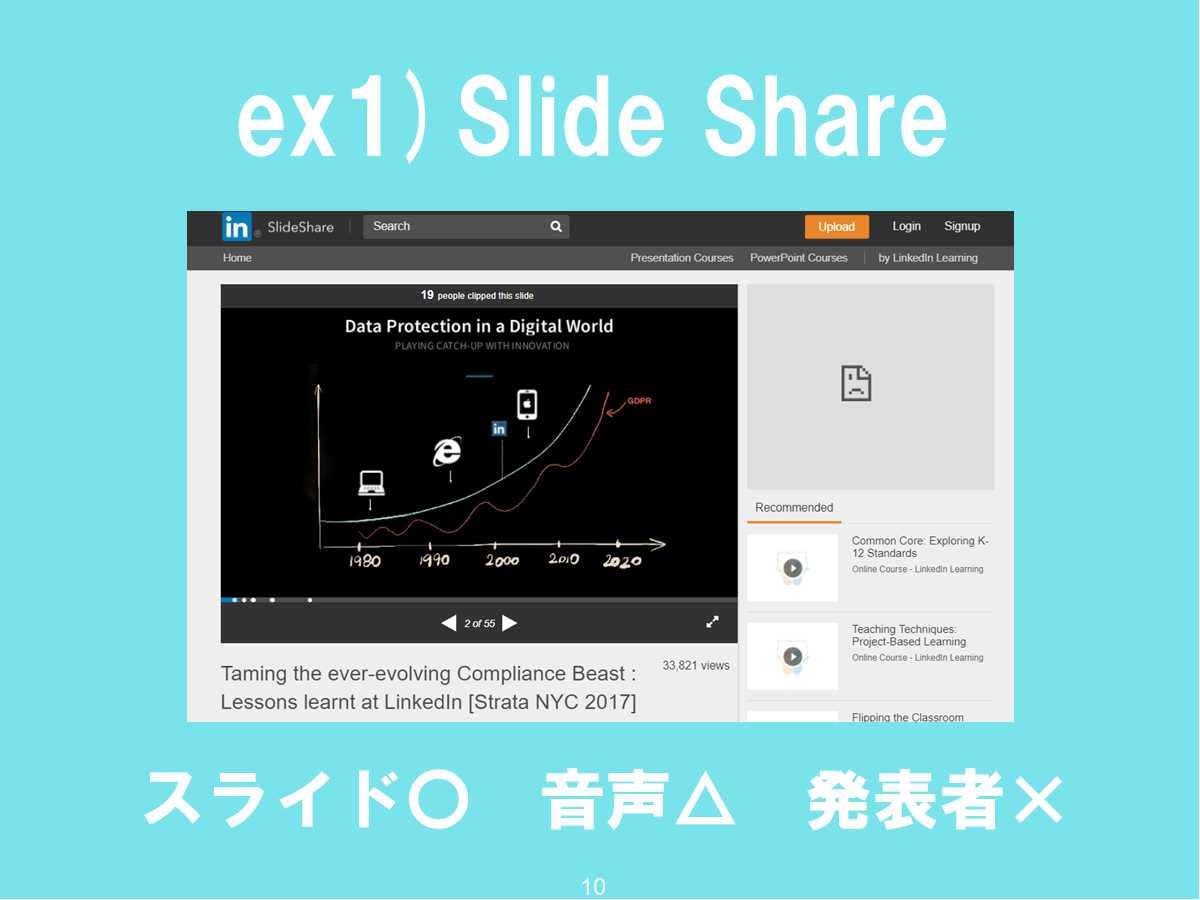 ex1) Slide Share
in SlideShare
Search
Upload
Login
Signup
Home
Presentation Courses
PowerPoint Courses
by LinkedIn Learning
19 people clipped this slide
Data Protection in a Digital World
PLAYING CATCH-UP WITH INNOVATION
GDPR
in
1980
1990
2000
2010
2020
2 of 55
Taming the ever-evolving Compliance Beast :
Lessons learnt at LinkedIn [Strata NYC 2017]
33,821 views
Recommended
Common Core: Exploring K-
12 Standards
Online Course - LinkedIn Learning
Teaching Techniques:
Project-Based Learning
Online Course - LinkedIn Learning
Flipping the Classroom
スライド〇 音声△ 発表者×
10